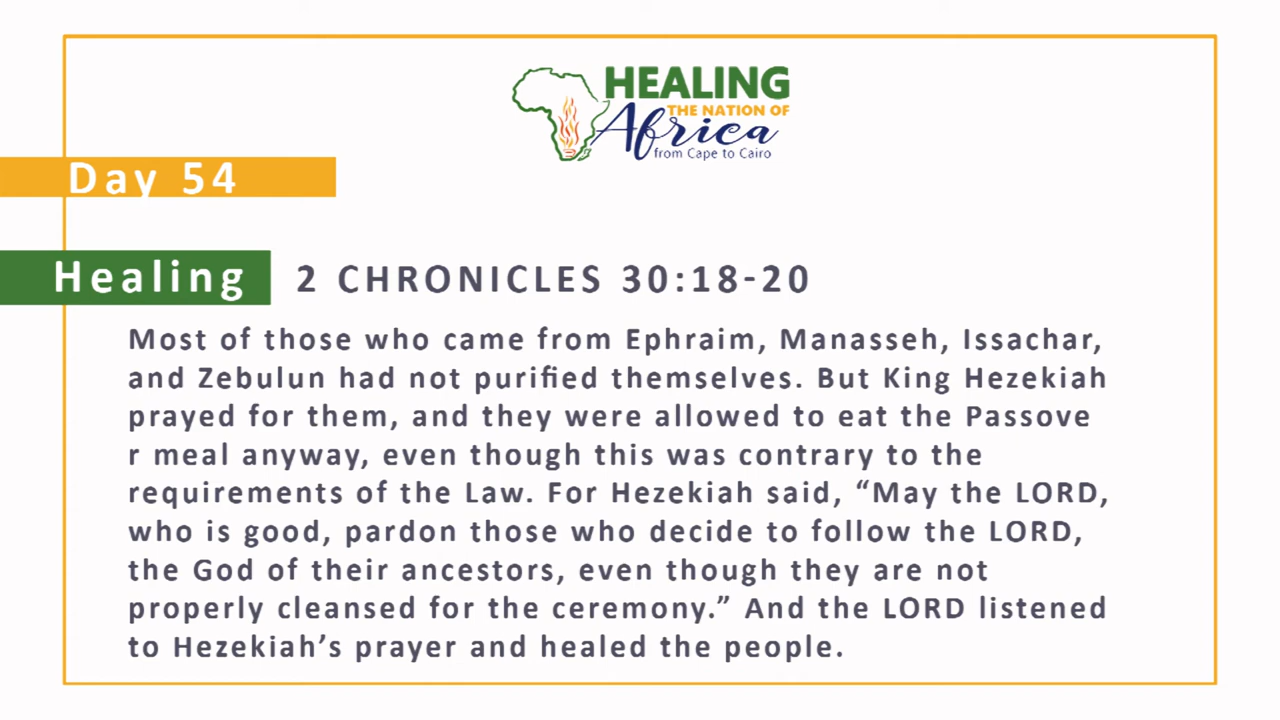 HEALING
THE NATION OF
Africa
from Cape to Cairo
Day 54
Healing 2 CHRONICLES 30:18-20
Most of those who came from Ephraim, Manasseh, Issachar,
and Zebulun had not purified themselves. But King Hezekiah
prayed for them, and they were allowed to eat the Passove
r meal anyway, even though this was contrary to the
requirements of the Law. For Hezekiah said, “May the LORD,
who is good, pardon those who decide to follow the LORD,
the God of their ancestors, even though they are not
properly cleansed for the ceremony.” And the LORD listened
to Hezekiah’s prayer and healed the people.